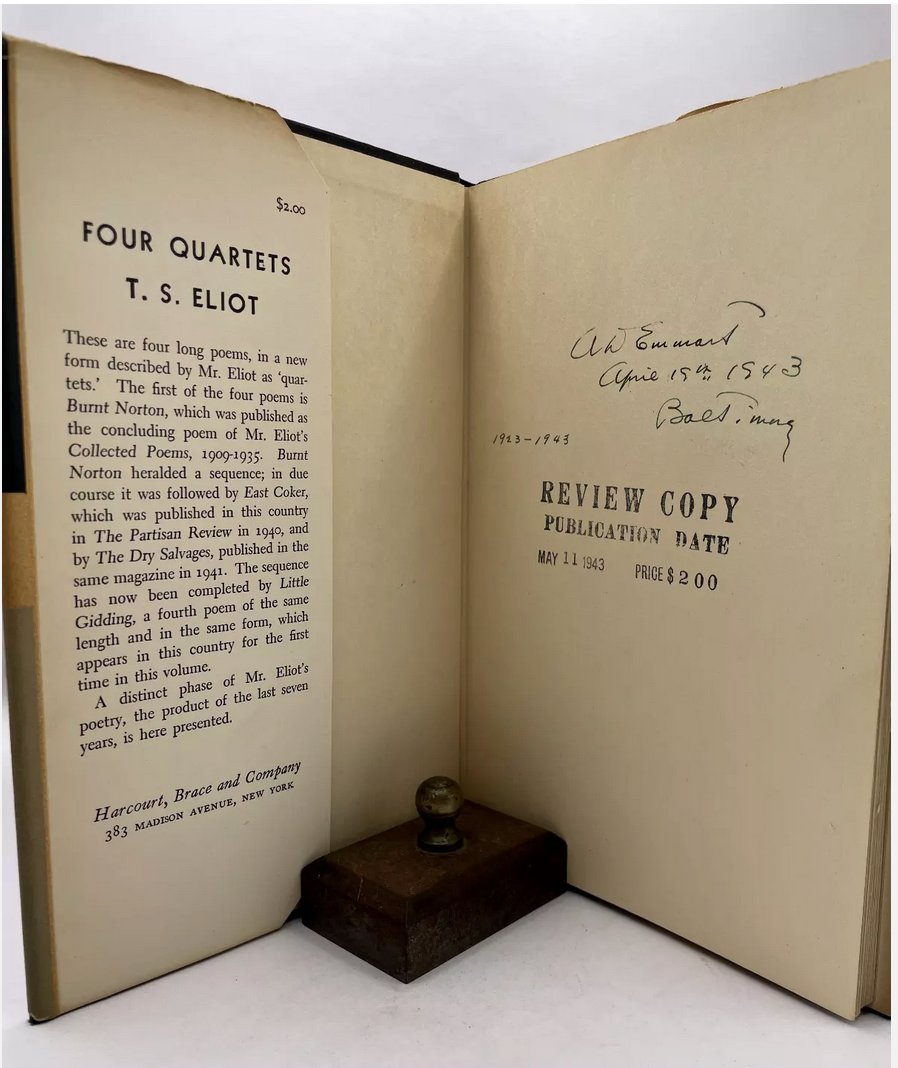 $2.00
FOUR QUARTETS
T. S. ELIOT
These are four long poems, in a new
form described by Mr. Eliot as ‘quar-
tets.’ The first of the four poems is
Burnt Norton, which was published as
the concluding poem of Mr. Eliot’s
Collected Poems, 1909-1935. Burnt
Norton heralded a sequence; in due
course it was followed by East Coker,
which was published in this country
in The Partisan Review in 1940, and
by The Dry Salvages, published in the
same magazine in 1941. The sequence
has now been completed by Little
Gidding, a fourth poem of the same
length and in the same form, which
appears in this country for the first
time in this volume.
A distinct phase of Mr. Eliot’s
poetry, the product of the last seven
years, is here presented.
Harcourt, Brace and Company
383 MADISON AVENUE, NEW YORK
A W Emmart
April 19th 1943
Baltimore
1923-1943
REVIEW COPY
PUBLICATION DATE
MAY 11 1943 PRICE $ 2 00